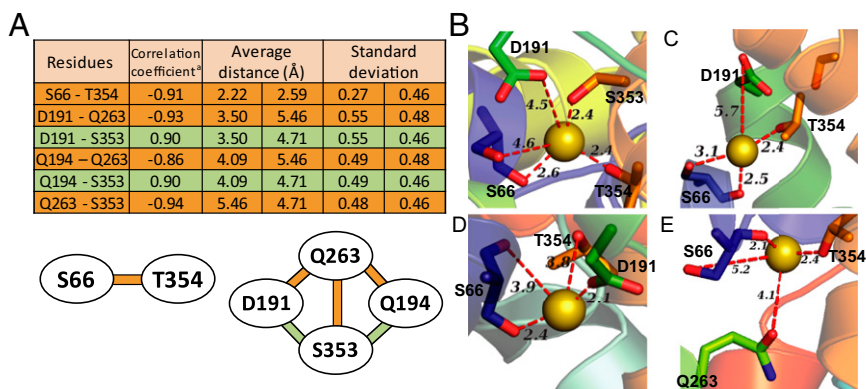 A
Residues Correlation coefficientᵃ Average distance (Å) Standard deviation
S66 - T354 -0.91 2.22 2.59 0.27 0.46
D191 - Q263 -0.93 3.50 5.46 0.55 0.48
D191 - S353 0.90 3.50 4.71 0.55 0.46
Q194 – Q263 -0.86 4.09 5.46 0.49 0.48
Q194 - S353 0.90 4.09 4.71 0.49 0.46
Q263 - S353 -0.94 5.46 4.71 0.48 0.46
S66 T354
Q263
D191 Q194
S353
B
D191
S353
4.5
2.4
4.6
2.4
2.6
S66
T354
C
D191
5.7
T354
2.4
3.1
2.5
S66
D
T354
3.8
D191
S66
3.9
2.1
2.4
E
S66
T354
2.1
2.4
5.2
4.1
Q263